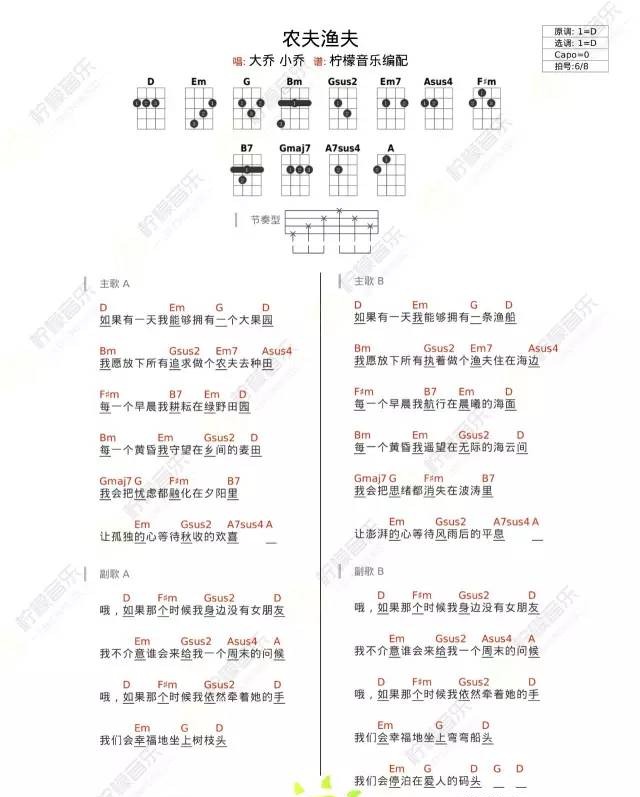 农夫渔夫
唱: 大乔 小乔 谱: 柠檬音乐编配
原调: 1=D
选调: 1=D
Capo=0
拍号:6/8
D Em G Bm Gsus2 Em7 Asus4 F♯m
B7 Gmaj7 A7sus4 A
节奏型
主歌 A
D Em G D
如果有一天我能够拥有一个大果园
Bm Gsus2 Em7 Asus4
我愿放下所有追求做个农夫去种田
F♯m B7 Em D
每一个早晨我耕耘在绿野田园
Bm Em Gsus2 D
每一个黄昏我守望在乡间的麦田
Gmaj7 G F♯m B7
我会把忧虑都融化在夕阳里
Em Gsus2 A7sus4 A
让孤独的心等待秋收的欢喜
副歌 A
D F♯m Gsus2 D
哦，如果那个时候我身边没有女朋友
Em Gsus2 Asus4 A
我不介意谁会来给我一个周末的问候
D F♯m Gsus2 D
哦，如果那个时候我依然牵着她的手
Em G D
我们会幸福地坐上树枝头
主歌 B
D Em G D
如果有一天我能够拥有一条渔船
Bm Gsus2 Em7 Asus4
我愿放下所有执着做个渔夫住在海边
F♯m B7 Em D
每一个早晨我航行在晨曦的海面
Bm Em Gsus2 D
每一个黄昏我遥望在无际的海云间
Gmaj7 G F♯m B7
我会把思绪都消失在波涛里
Em Gsus2 A7sus4 A
让澎湃的心等待风雨后的平息
副歌 B
D F♯m Gsus2 D
哦，如果那个时候我身边没有女朋友
Em Gsus2 Asus4 A
我不介意谁会来给我一个周末的问候
D F♯m Gsus2 D
哦，如果那个时候我依然牵着她的手
Em G D
我们会幸福地坐上弯弯船头
Em G D G D
我们会停泊在爱人的码头